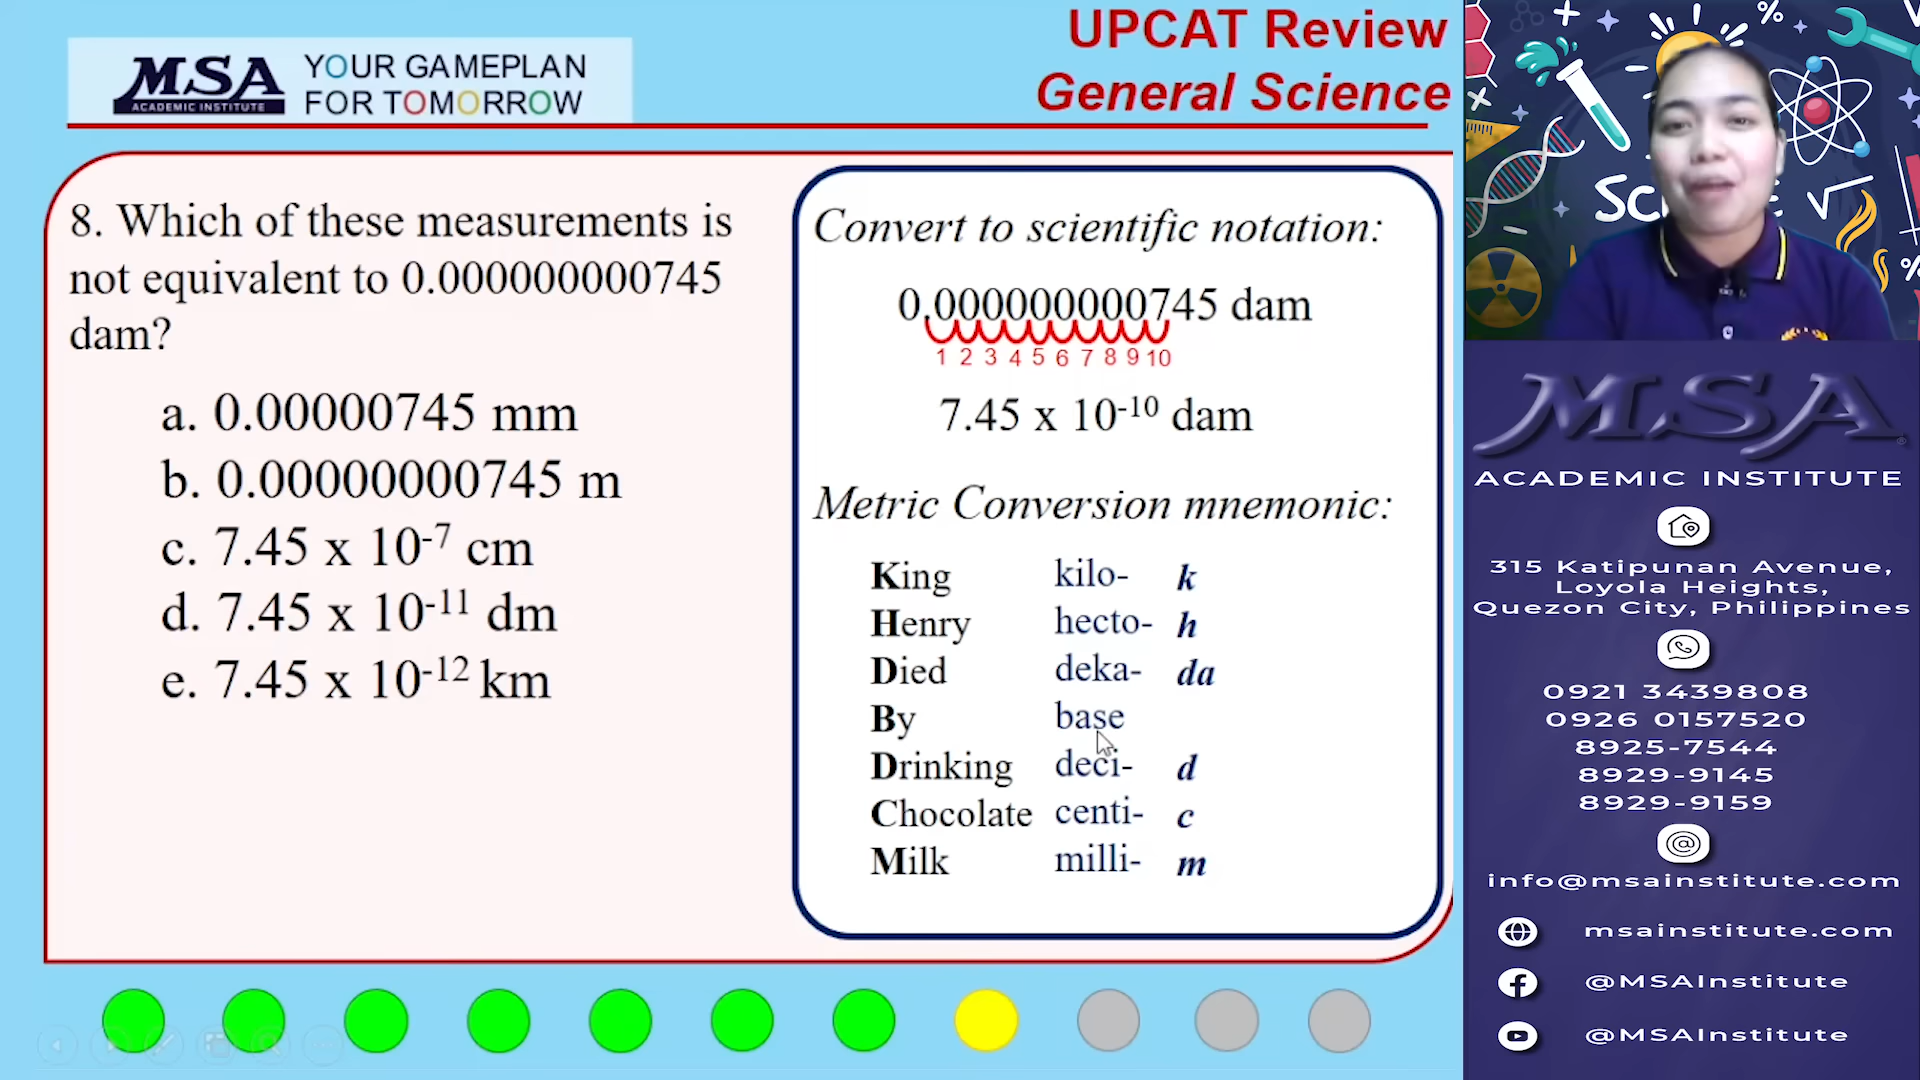 MSA
ACADEMIC INSTITUTE
YOUR GAMEPLAN
FOR TOMORROW
UPCAT Review
General Science
8. Which of these measurements is
not equivalent to 0.000000000745
dam?
a. 0.00000745 mm
b. 0.00000000745 m
c. 7.45 x 10⁻⁷ cm
d. 7.45 x 10⁻¹¹ dm
e. 7.45 x 10⁻¹² km
Convert to scientific notation:
0.000000000745 dam
1 2 3 4 5 6 7 8 9 10
7.45 x 10⁻¹⁰ dam
Metric Conversion mnemonic:
King kilo- k
Henry hecto- h
Died deka- da
By base
Drinking deci- d
Chocolate centi- c
Milk milli- m
MSA
ACADEMIC INSTITUTE
315 Katipunan Avenue,
Loyola Heights,
Quezon City, Philippines
0921 3439808
0926 0157520
8925-7544
8929-9145
8929-9159
info@msainstitute.com
msainstitute.com
@MSAInstitute
@MSAInstitute